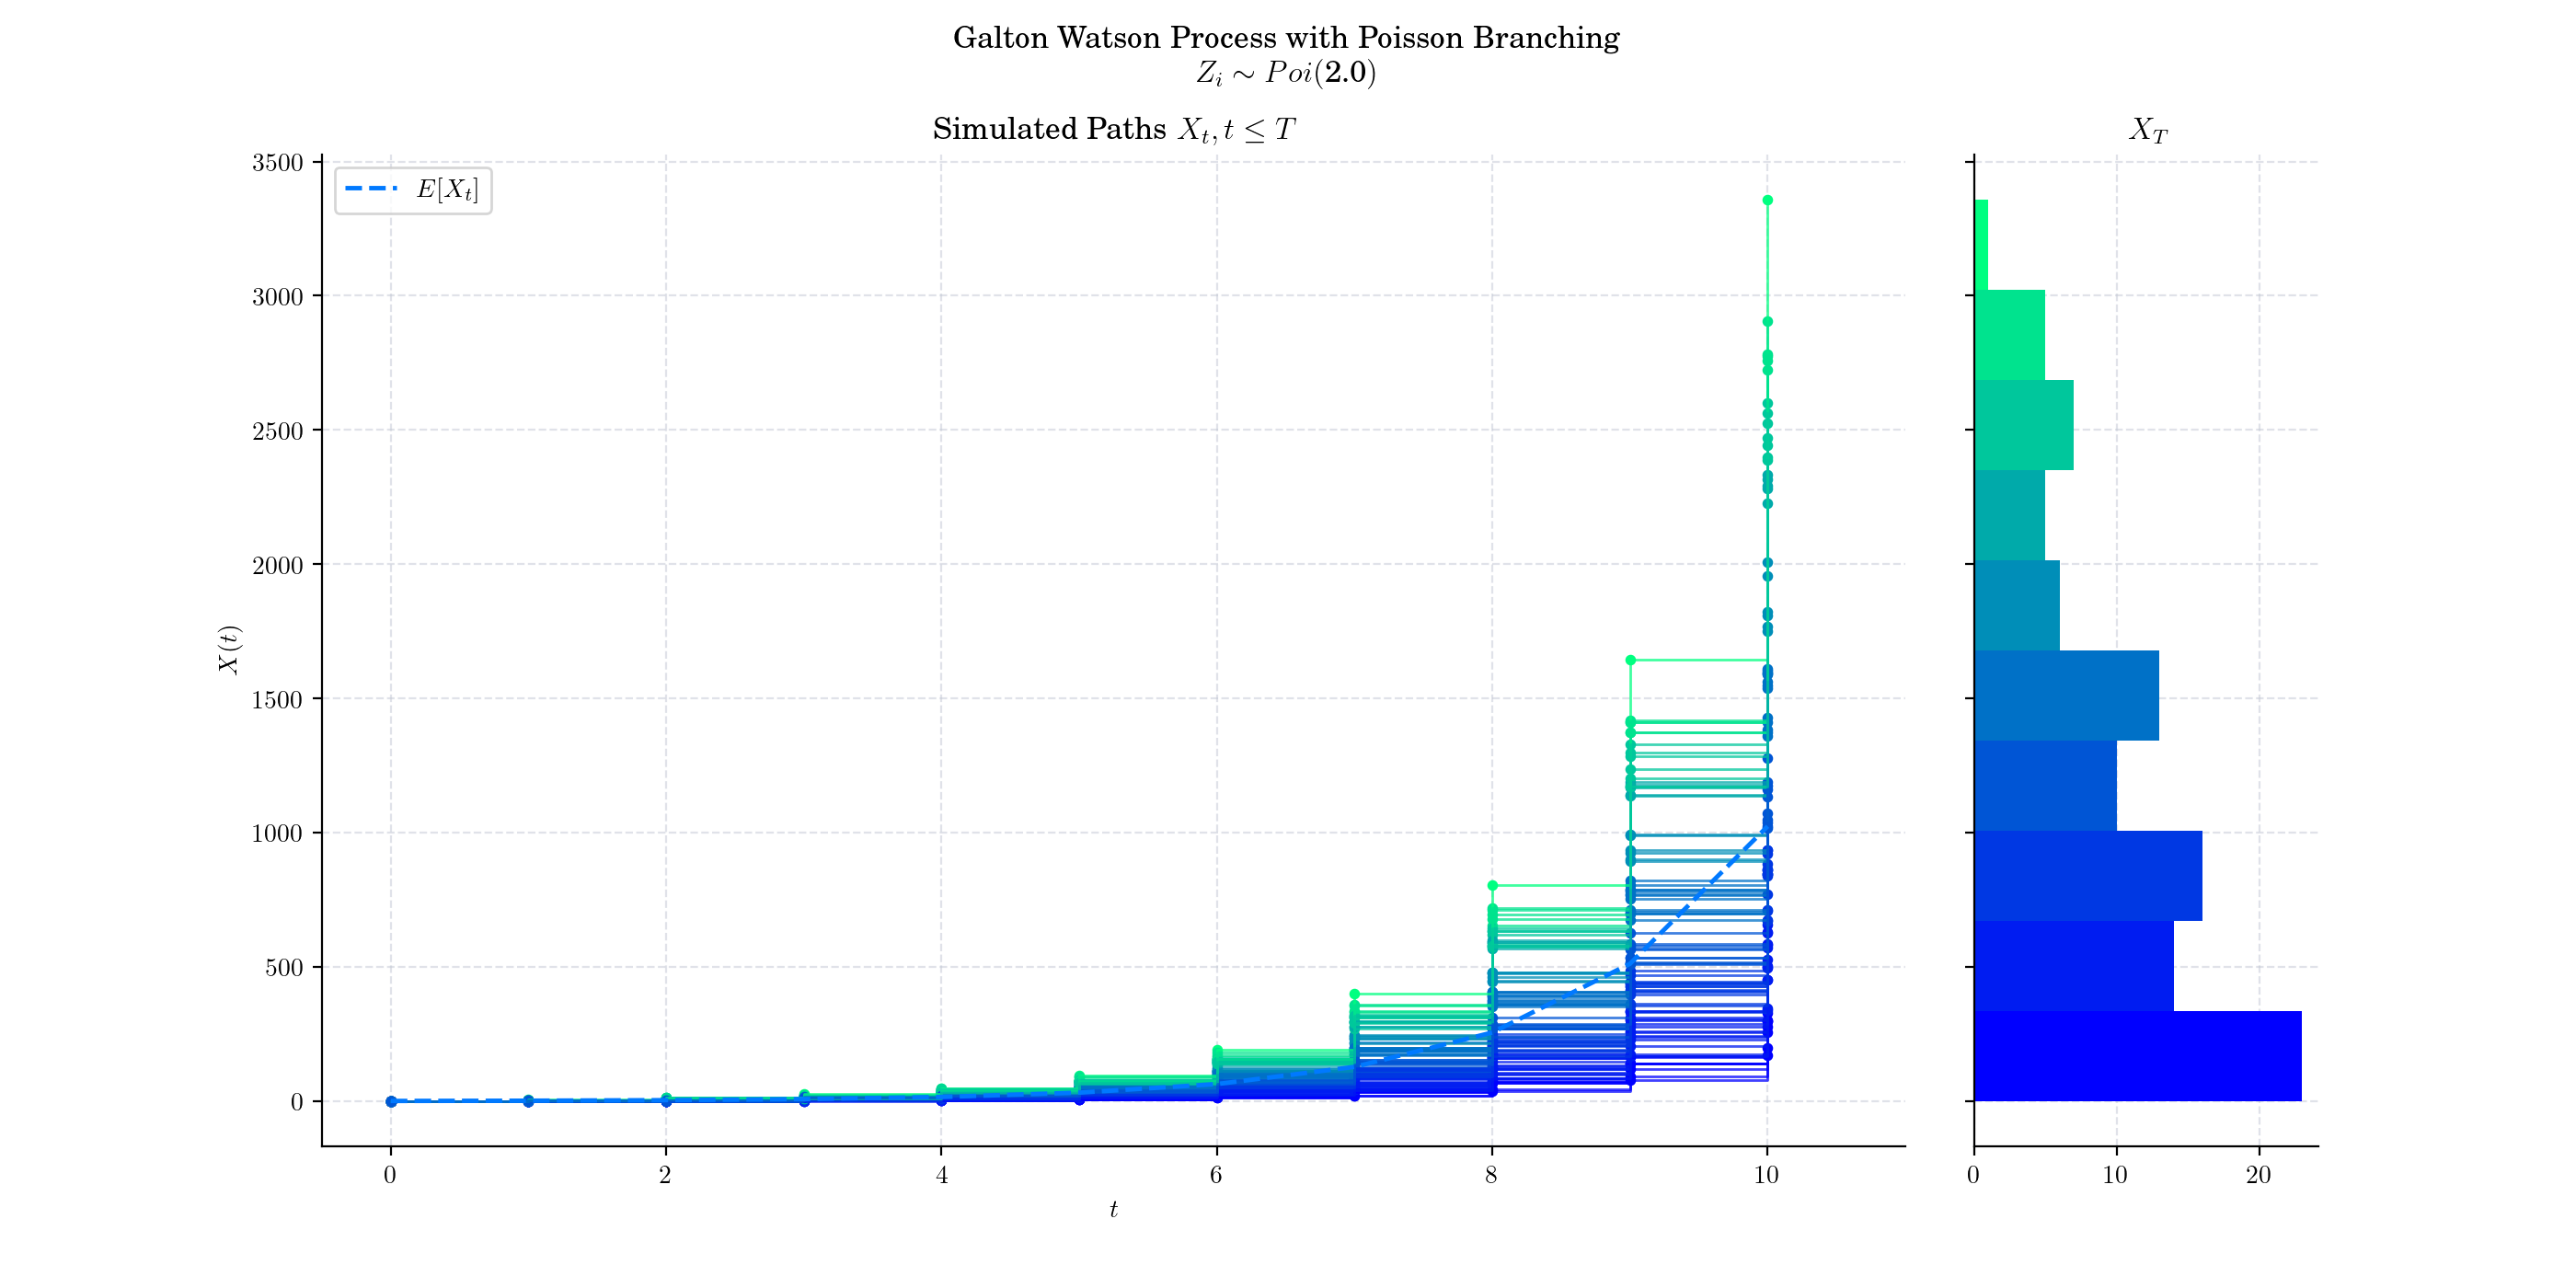 Galton Watson Process with Poisson Branching
Z_i ∼ Poi(2.0)
Simulated Paths X_t, t ≤ T
X_T
E[X_t]
3500
3000
2500
2000
1500
1000
500
0
X(t)
0 2 4 6 8 10
t
0 10 20